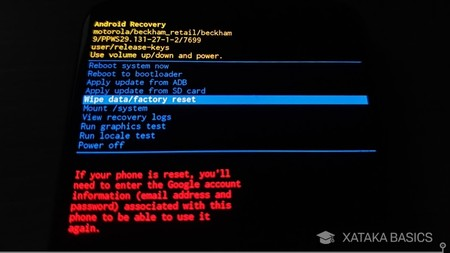 Android Recovery
motorola/beckham_retail/beckham
9/PPWS29.131-27-1-2/7699
user/release-keys
Use volume up/down and power.
Reboot system now
Reboot to bootloader
Apply update from ADB
Apply update from SD card
Wipe data/factory reset
Mount /system
View recovery logs
Run graphics test
Run locale test
Power off
If your phone is reset, you'll
need to enter the Google account
information (email address and
password) associated with this
phone to be able to use it
again.
XATAKA BASICS